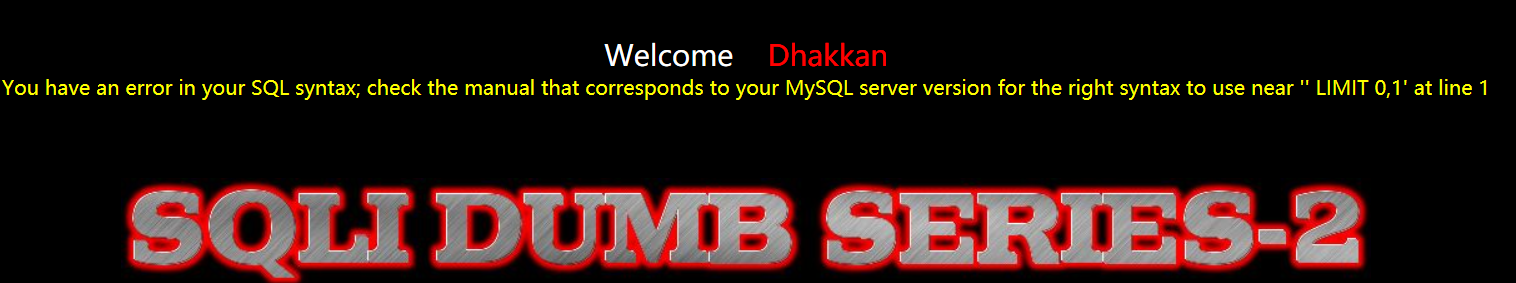 Welcome Dhakkan
You have an error in your SQL syntax; check the manual that corresponds to your MySQL server version for the right syntax to use near '' LIMIT 0,1' at line 1
SQLI DUMB SERIES-2